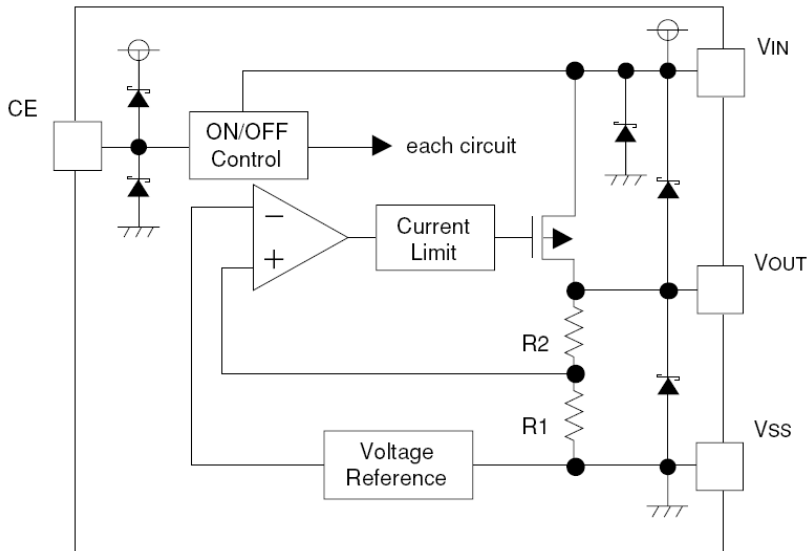 VIN
CE
ON/OFF
Control
each circuit
−
+
Current
Limit
VOUT
R2
R1
VSS
Voltage
Reference